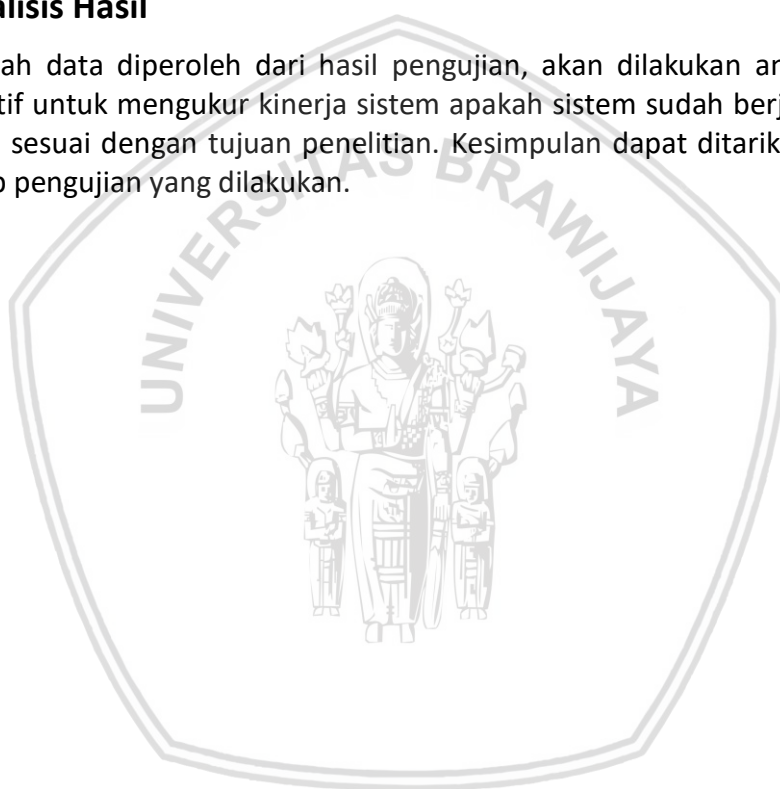 alisis Hasil
ah data diperoleh dari hasil pengujian, akan dilakukan an
tif untuk mengukur kinerja sistem apakah sistem sudah berj
sesuai dengan tujuan penelitian. Kesimpulan dapat ditarik
p pengujian yang dilakukan.
UNIVERSITAS BRAWIJAYA